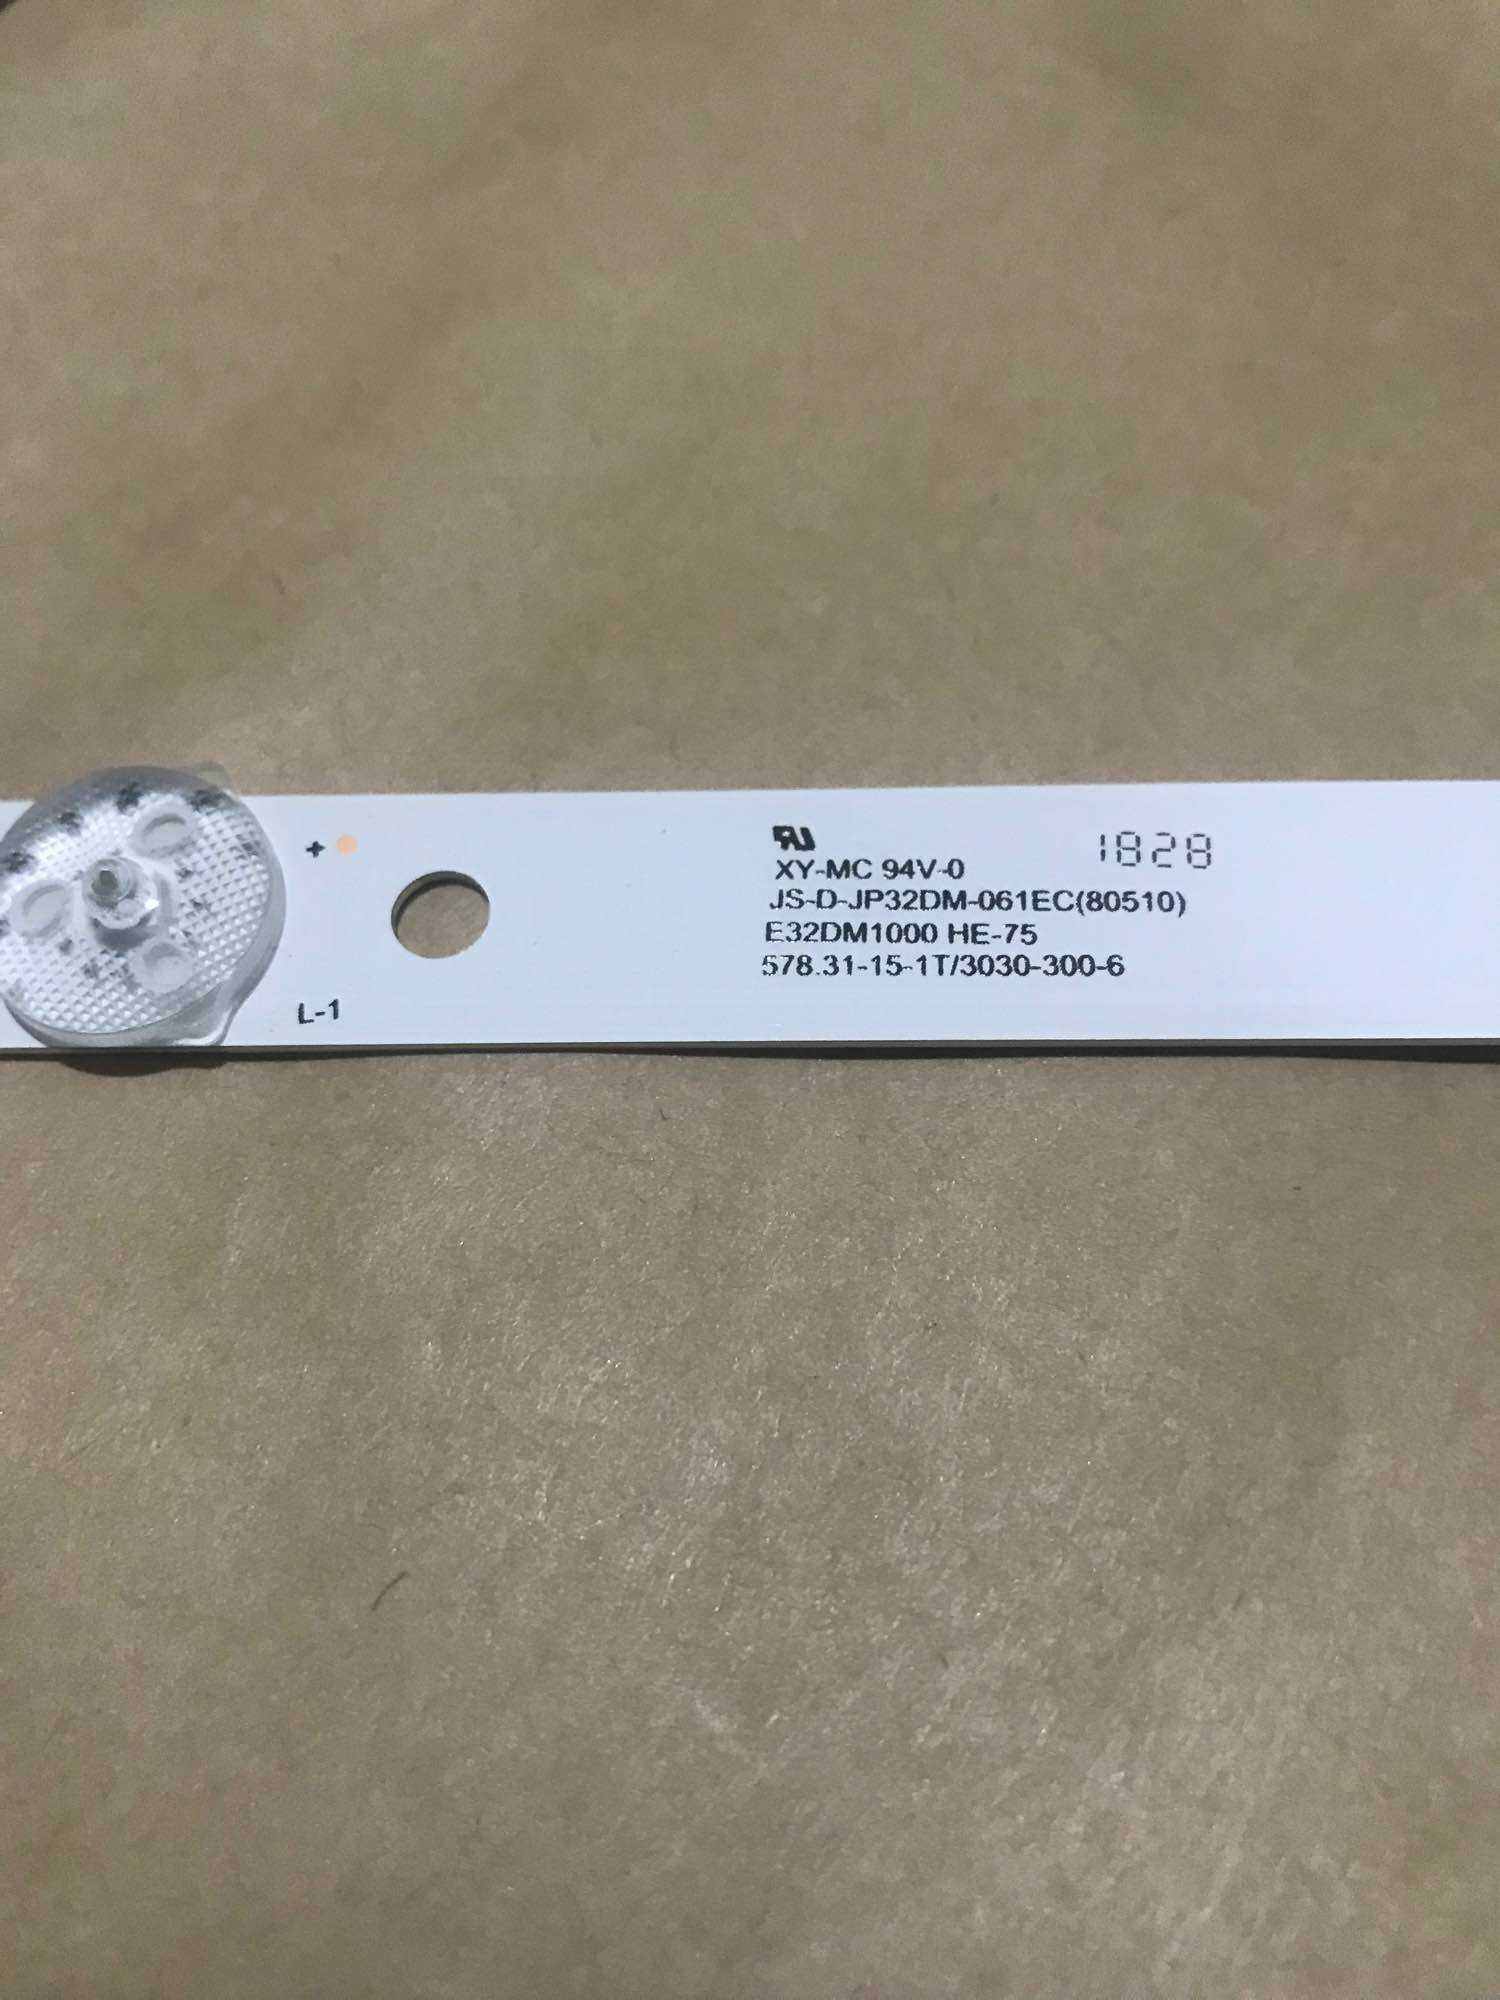 +
L-1
1828
XY-MC 94V-0
JS-D-JP32DM-061EC(80510)
E32DM1000 HE-75
578.31-15-1T/3030-300-6